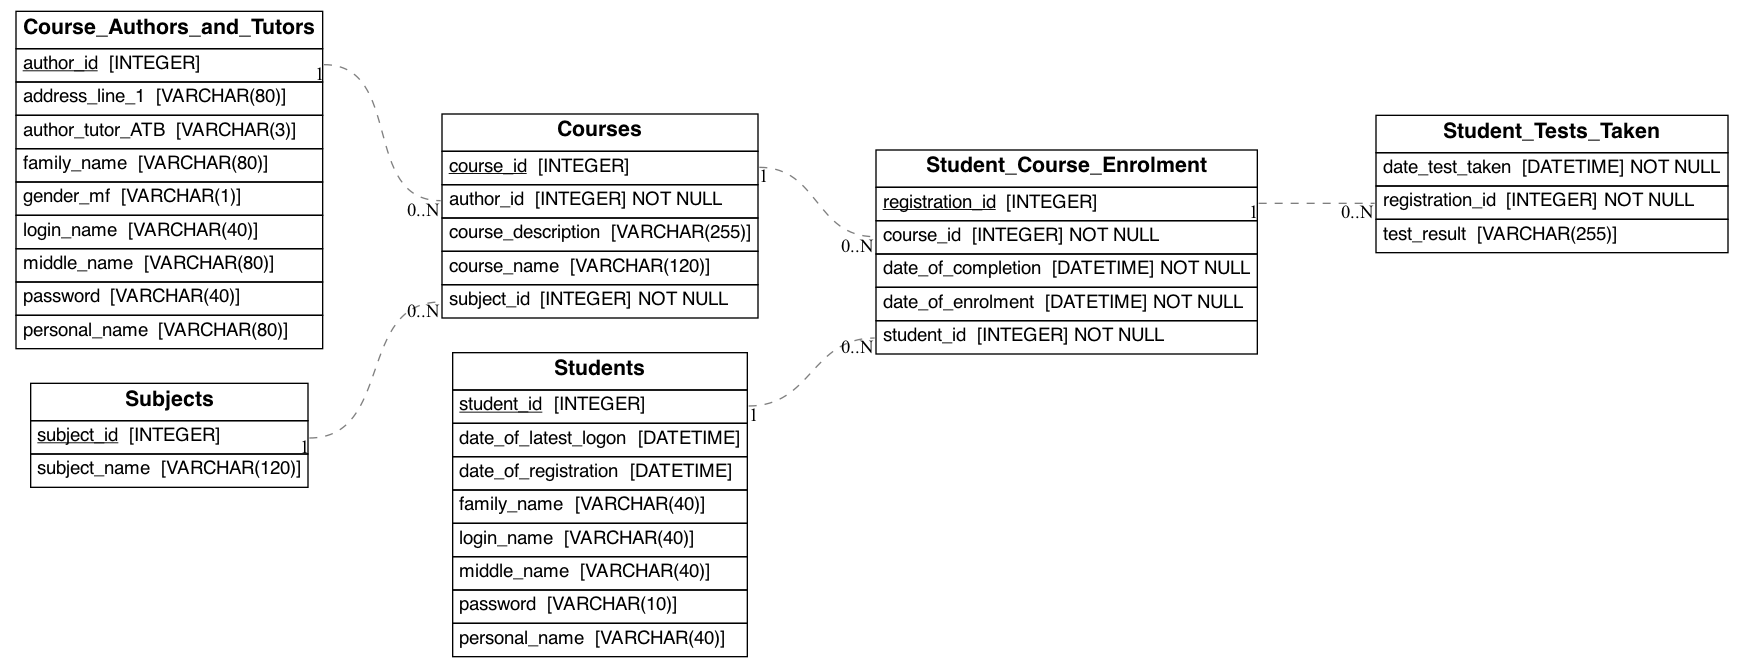 Course_Authors_and_Tutors
author_id [INTEGER]
address_line_1 [VARCHAR(80)]
author_tutor_ATB [VARCHAR(3)]
family_name [VARCHAR(80)]
gender_mf [VARCHAR(1)]
login_name [VARCHAR(40)]
middle_name [VARCHAR(80)]
password [VARCHAR(40)]
personal_name [VARCHAR(80)]
1
0..N
Subjects
subject_id [INTEGER]
subject_name [VARCHAR(120)]
1
0..N
Courses
course_id [INTEGER]
author_id [INTEGER] NOT NULL
course_description [VARCHAR(255)]
course_name [VARCHAR(120)]
subject_id [INTEGER] NOT NULL
1
0..N
Students
student_id [INTEGER]
date_of_latest_logon [DATETIME]
date_of_registration [DATETIME]
family_name [VARCHAR(40)]
login_name [VARCHAR(40)]
middle_name [VARCHAR(40)]
password [VARCHAR(10)]
personal_name [VARCHAR(40)]
1
0..N
Student_Course_Enrolment
registration_id [INTEGER]
course_id [INTEGER] NOT NULL
date_of_completion [DATETIME] NOT NULL
date_of_enrolment [DATETIME] NOT NULL
student_id [INTEGER] NOT NULL
1
0..N
Student_Tests_Taken
date_test_taken [DATETIME] NOT NULL
registration_id [INTEGER] NOT NULL
test_result [VARCHAR(255)]